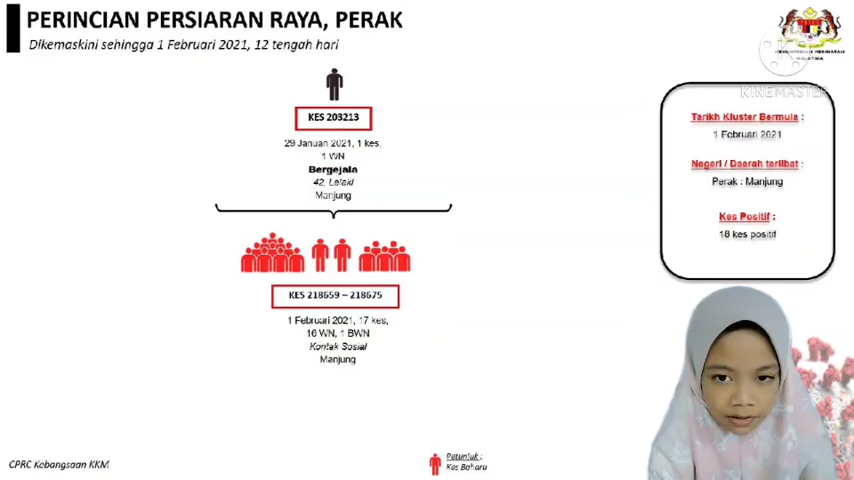 PERINCIAN PERSIARAN RAYA, PERAK
Dikemaskini sehingga 1 Februari 2021, 12 tengah hari
KINEMASTER
KES 203213
29 Januari 2021, 1 kes,
1 WN
Bergejala
42, Lelaki
Manjung
KES 218659 – 218675
1 Februari 2021, 17 kes,
16 WN, 1 BWN
Kontak Sosial
Manjung
Tarikh Kluster Bermula :
1 Februari 2021
Negeri / Daerah terlibat :
Perak : Manjung
Kes Positif :
18 kes positif
CPRC Kebangsaan KKM
Petunjuk :
Kes Baharu